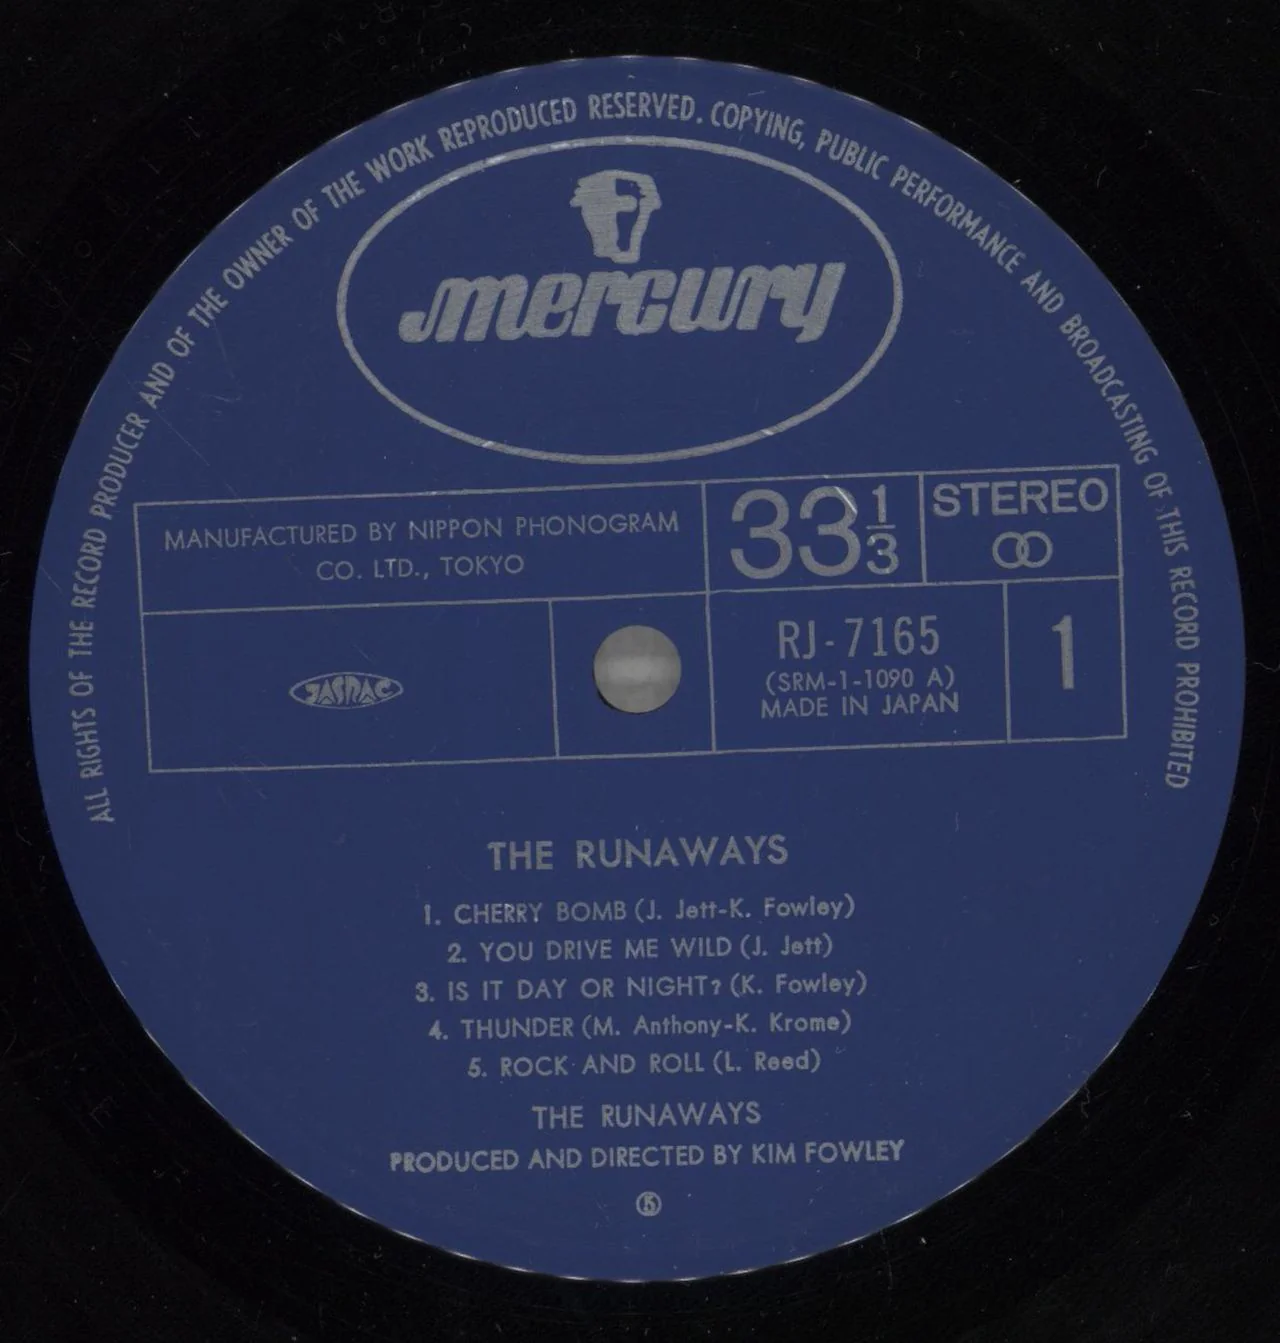 ALL RIGHTS OF THE RECORD PRODUCER AND OF THE OWNER OF THE WORK REPRODUCED RESERVED. COPYING, PUBLIC PERFORMANCE AND BROADCASTING OF THIS RECORD PROHIBITED
mercury
MANUFACTURED BY NIPPON PHONOGRAM
CO. LTD., TOKYO
33 1/3
STEREO
JASRAC
RJ-7165
(SRM-1-1090 A)
MADE IN JAPAN
1
THE RUNAWAYS
1. CHERRY BOMB (J. Jett-K. Fowley)
2. YOU DRIVE ME WILD (J. Jett)
3. IS IT DAY OR NIGHT? (K. Fowley)
4. THUNDER (M. Anthony-K. Krome)
5. ROCK AND ROLL (L. Reed)
THE RUNAWAYS
PRODUCED AND DIRECTED BY KIM FOWLEY